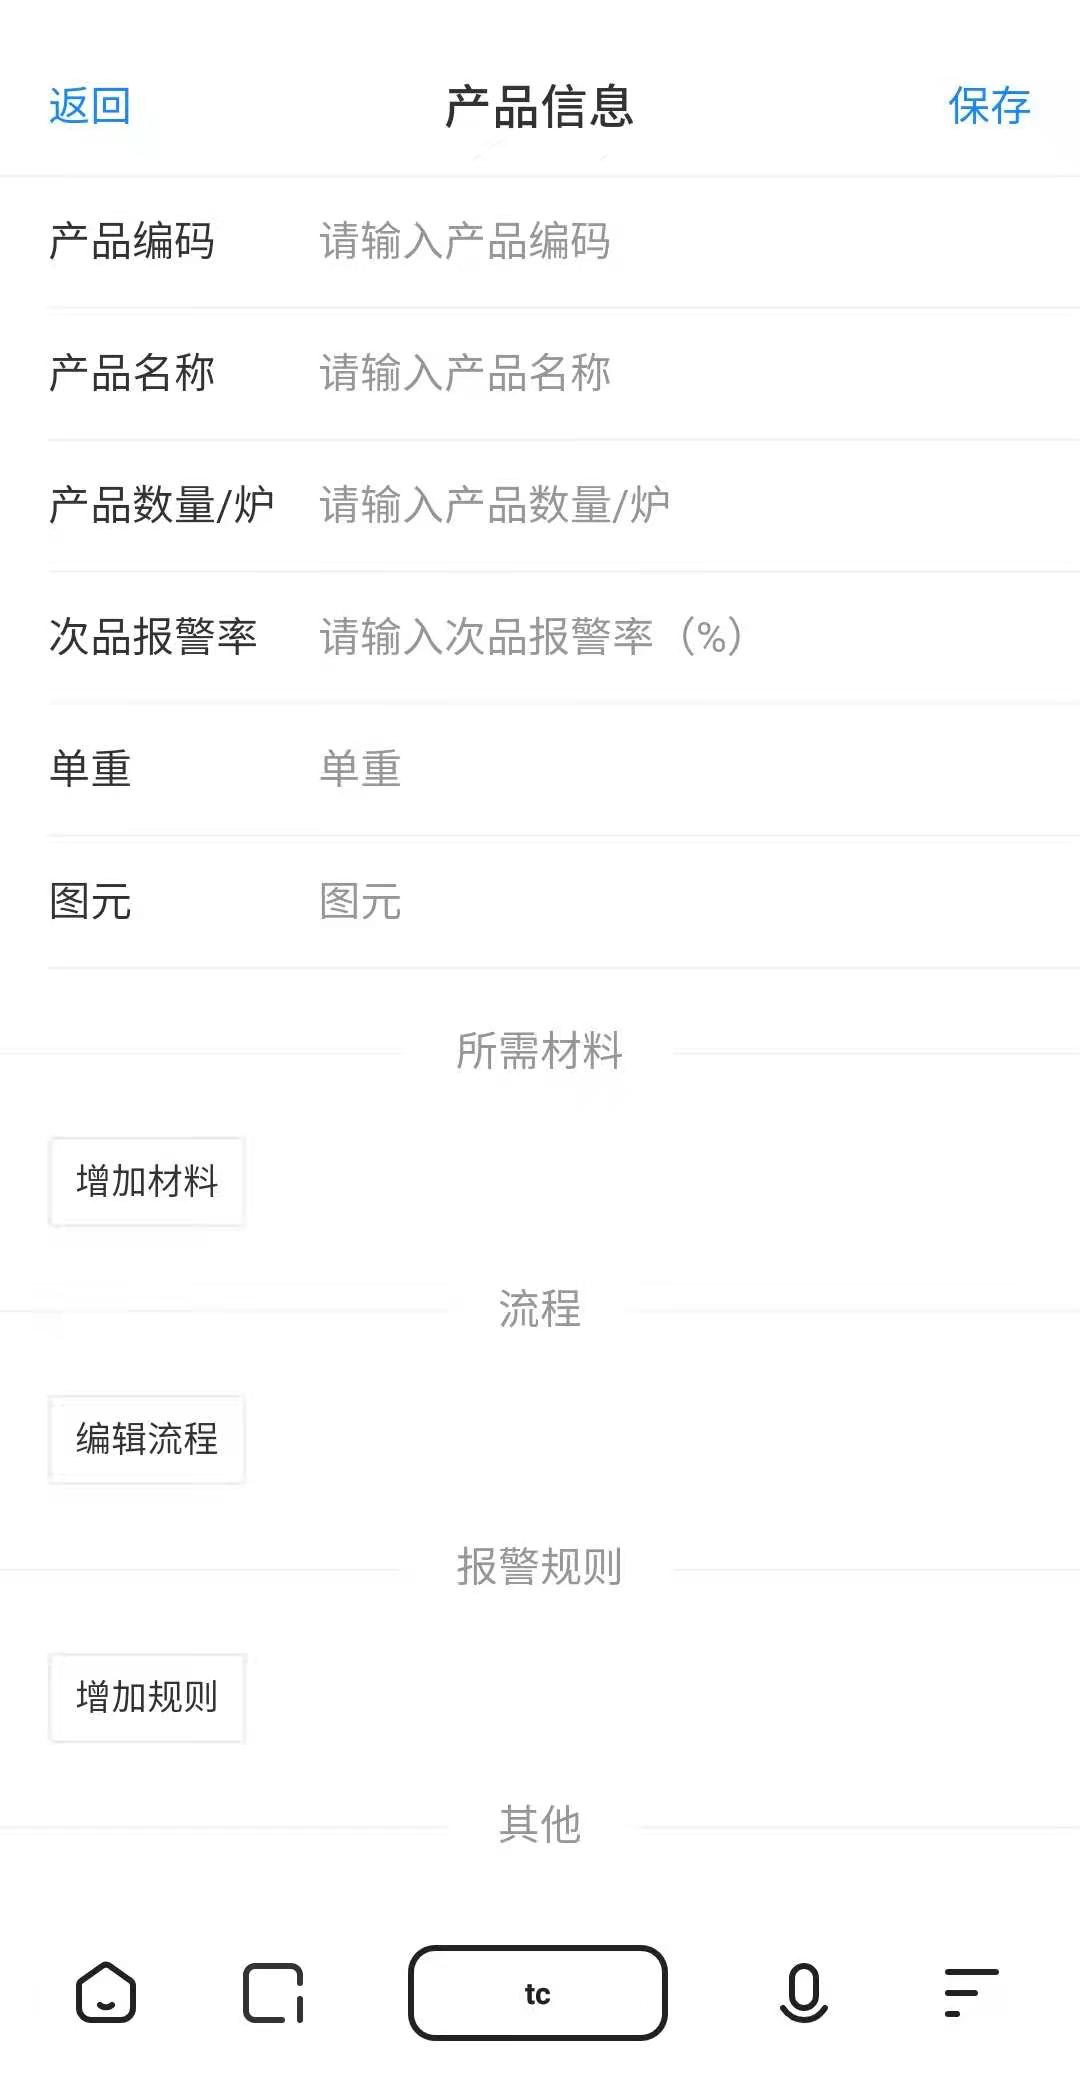 返回 产品信息 保存
产品编码 请输入产品编码
产品名称 请输入产品名称
产品数量/炉 请输入产品数量/炉
次品报警率 请输入次品报警率（%）
单重 单重
图元 图元
所需材料
增加材料
流程
编辑流程
报警规则
增加规则
其他
tc